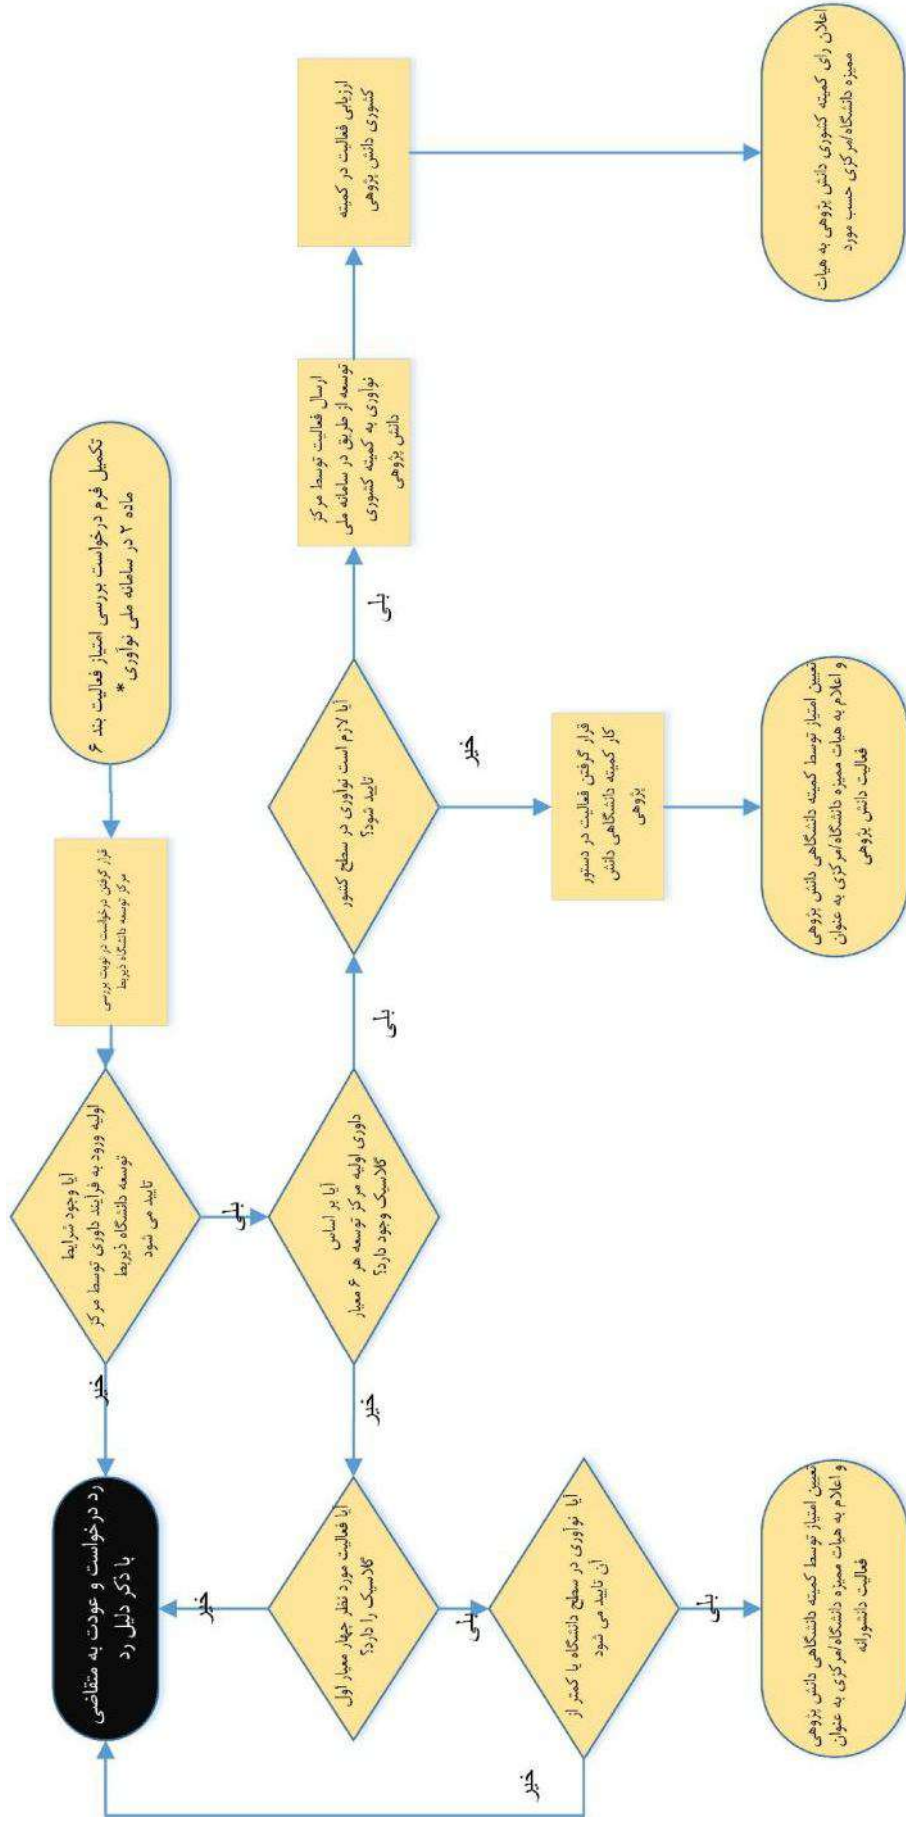 تکمیل فرم درخواست بررسی امتیاز فعالیت بند ۶
ماده ۲ در سامانه ملی نوآوری *
قرار گرفتن درخواست در نوبت بررسی
مرکز توسعه دانشگاه ذیربط
آیا وجود شرایط
اولیه ورود به فرایند داوری توسط مرکز
توسعه دانشگاه ذیربط
تایید می شود
خیر
بلی
رد درخواست و عودت به متقاضی
با ذکر دلیل رد
آیا بر اساس
داوری اولیه مرکز توسعه هر ۶ معیار
گلاسیک وجود دارد؟
بلی
خیر
آیا لازم است نوآوری در سطح کشور
تایید شود؟
بلی
خیر
ارسال فعالیت توسط مرکز
توسعه از طریق در سامانه ملی
نوآوری به کمیته کشوری
دانش پژوهی
ارزیابی فعالیت در کمیته
کشوری دانش پژوهی
اعلان رای کمیته کشوری دانش پژوهی به هیات
ممیزه دانشگاه/مرکزی حسب مورد
قرار گرفتن فعالیت در دستور
کار کمیته دانشگاهی دانش
پژوهی
تعیین امتیاز توسط کمیته دانشگاهی دانش پژوهی
و اعلام به هیات ممیزه دانشگاه/مرکزی به عنوان
فعالیت دانش پژوهی
آیا فعالیت مورد نظر چهار معیار اول
گلاسیک را دارد؟
خیر
بلی
آیا نوآوری در سطح دانشگاه یا کمتر از
آن تایید می شود
خیر
بلی
تعیین امتیاز توسط کمیته دانشگاهی دانش پژوهی
و اعلام به هیات ممیزه دانشگاه/مرکزی به عنوان
فعالیت دانشورانه